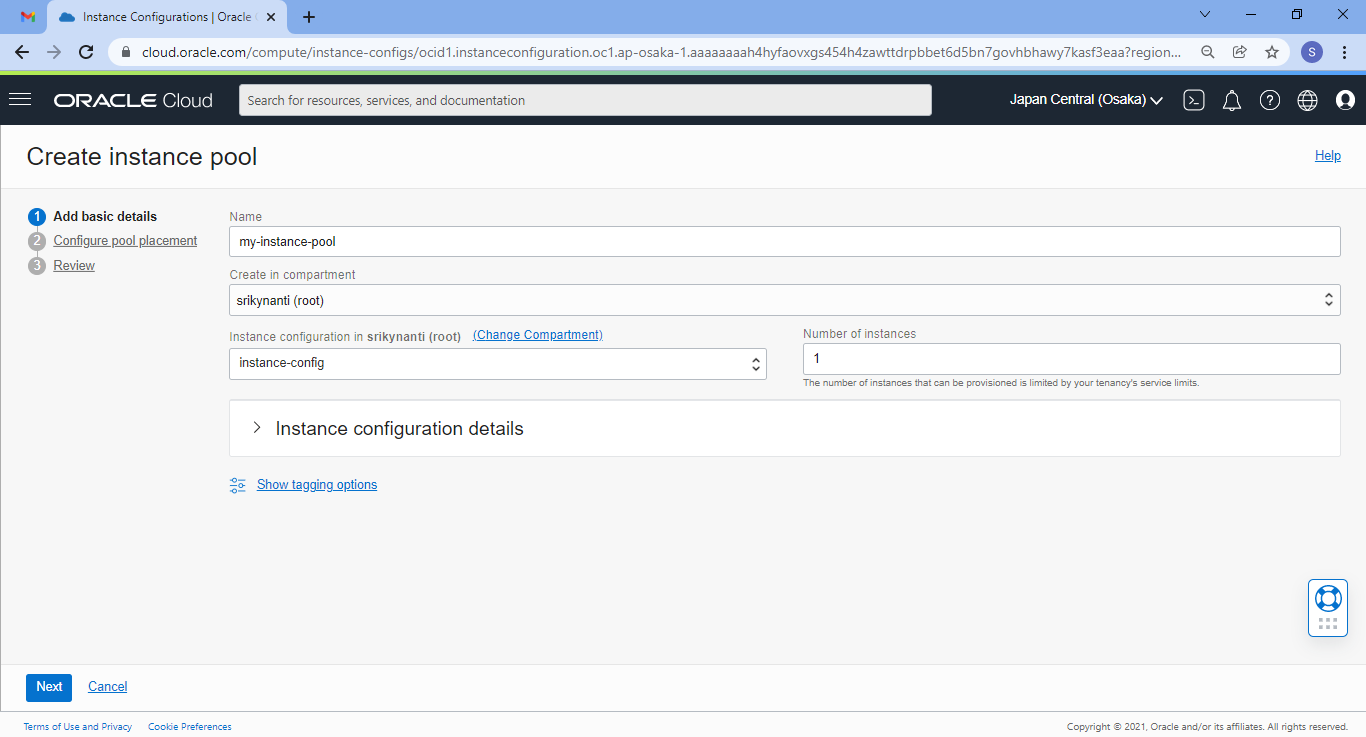 Instance Configurations | Oracle
cloud.oracle.com/compute/instance-configs/ocid1.instanceconfiguration.oc1.ap-osaka-1.aaaaaaaah4hyfaovxgs454h4zawttdrpbbet6d5bn7govhbhawy7kasf3eaa?region...
S
ORACLE Cloud
Search for resources, services, and documentation
Japan Central (Osaka)
Create instance pool
Help
1 Add basic details
2 Configure pool placement
3 Review
Name
my-instance-pool
Create in compartment
srikynanti (root)
Instance configuration in srikynanti (root) (Change Compartment)
instance-config
Number of instances
1
The number of instances that can be provisioned is limited by your tenancy's service limits.
Instance configuration details
Show tagging options
Next
Cancel
Terms of Use and Privacy
Cookie Preferences
Copyright © 2021, Oracle and/or its affiliates. All rights reserved.